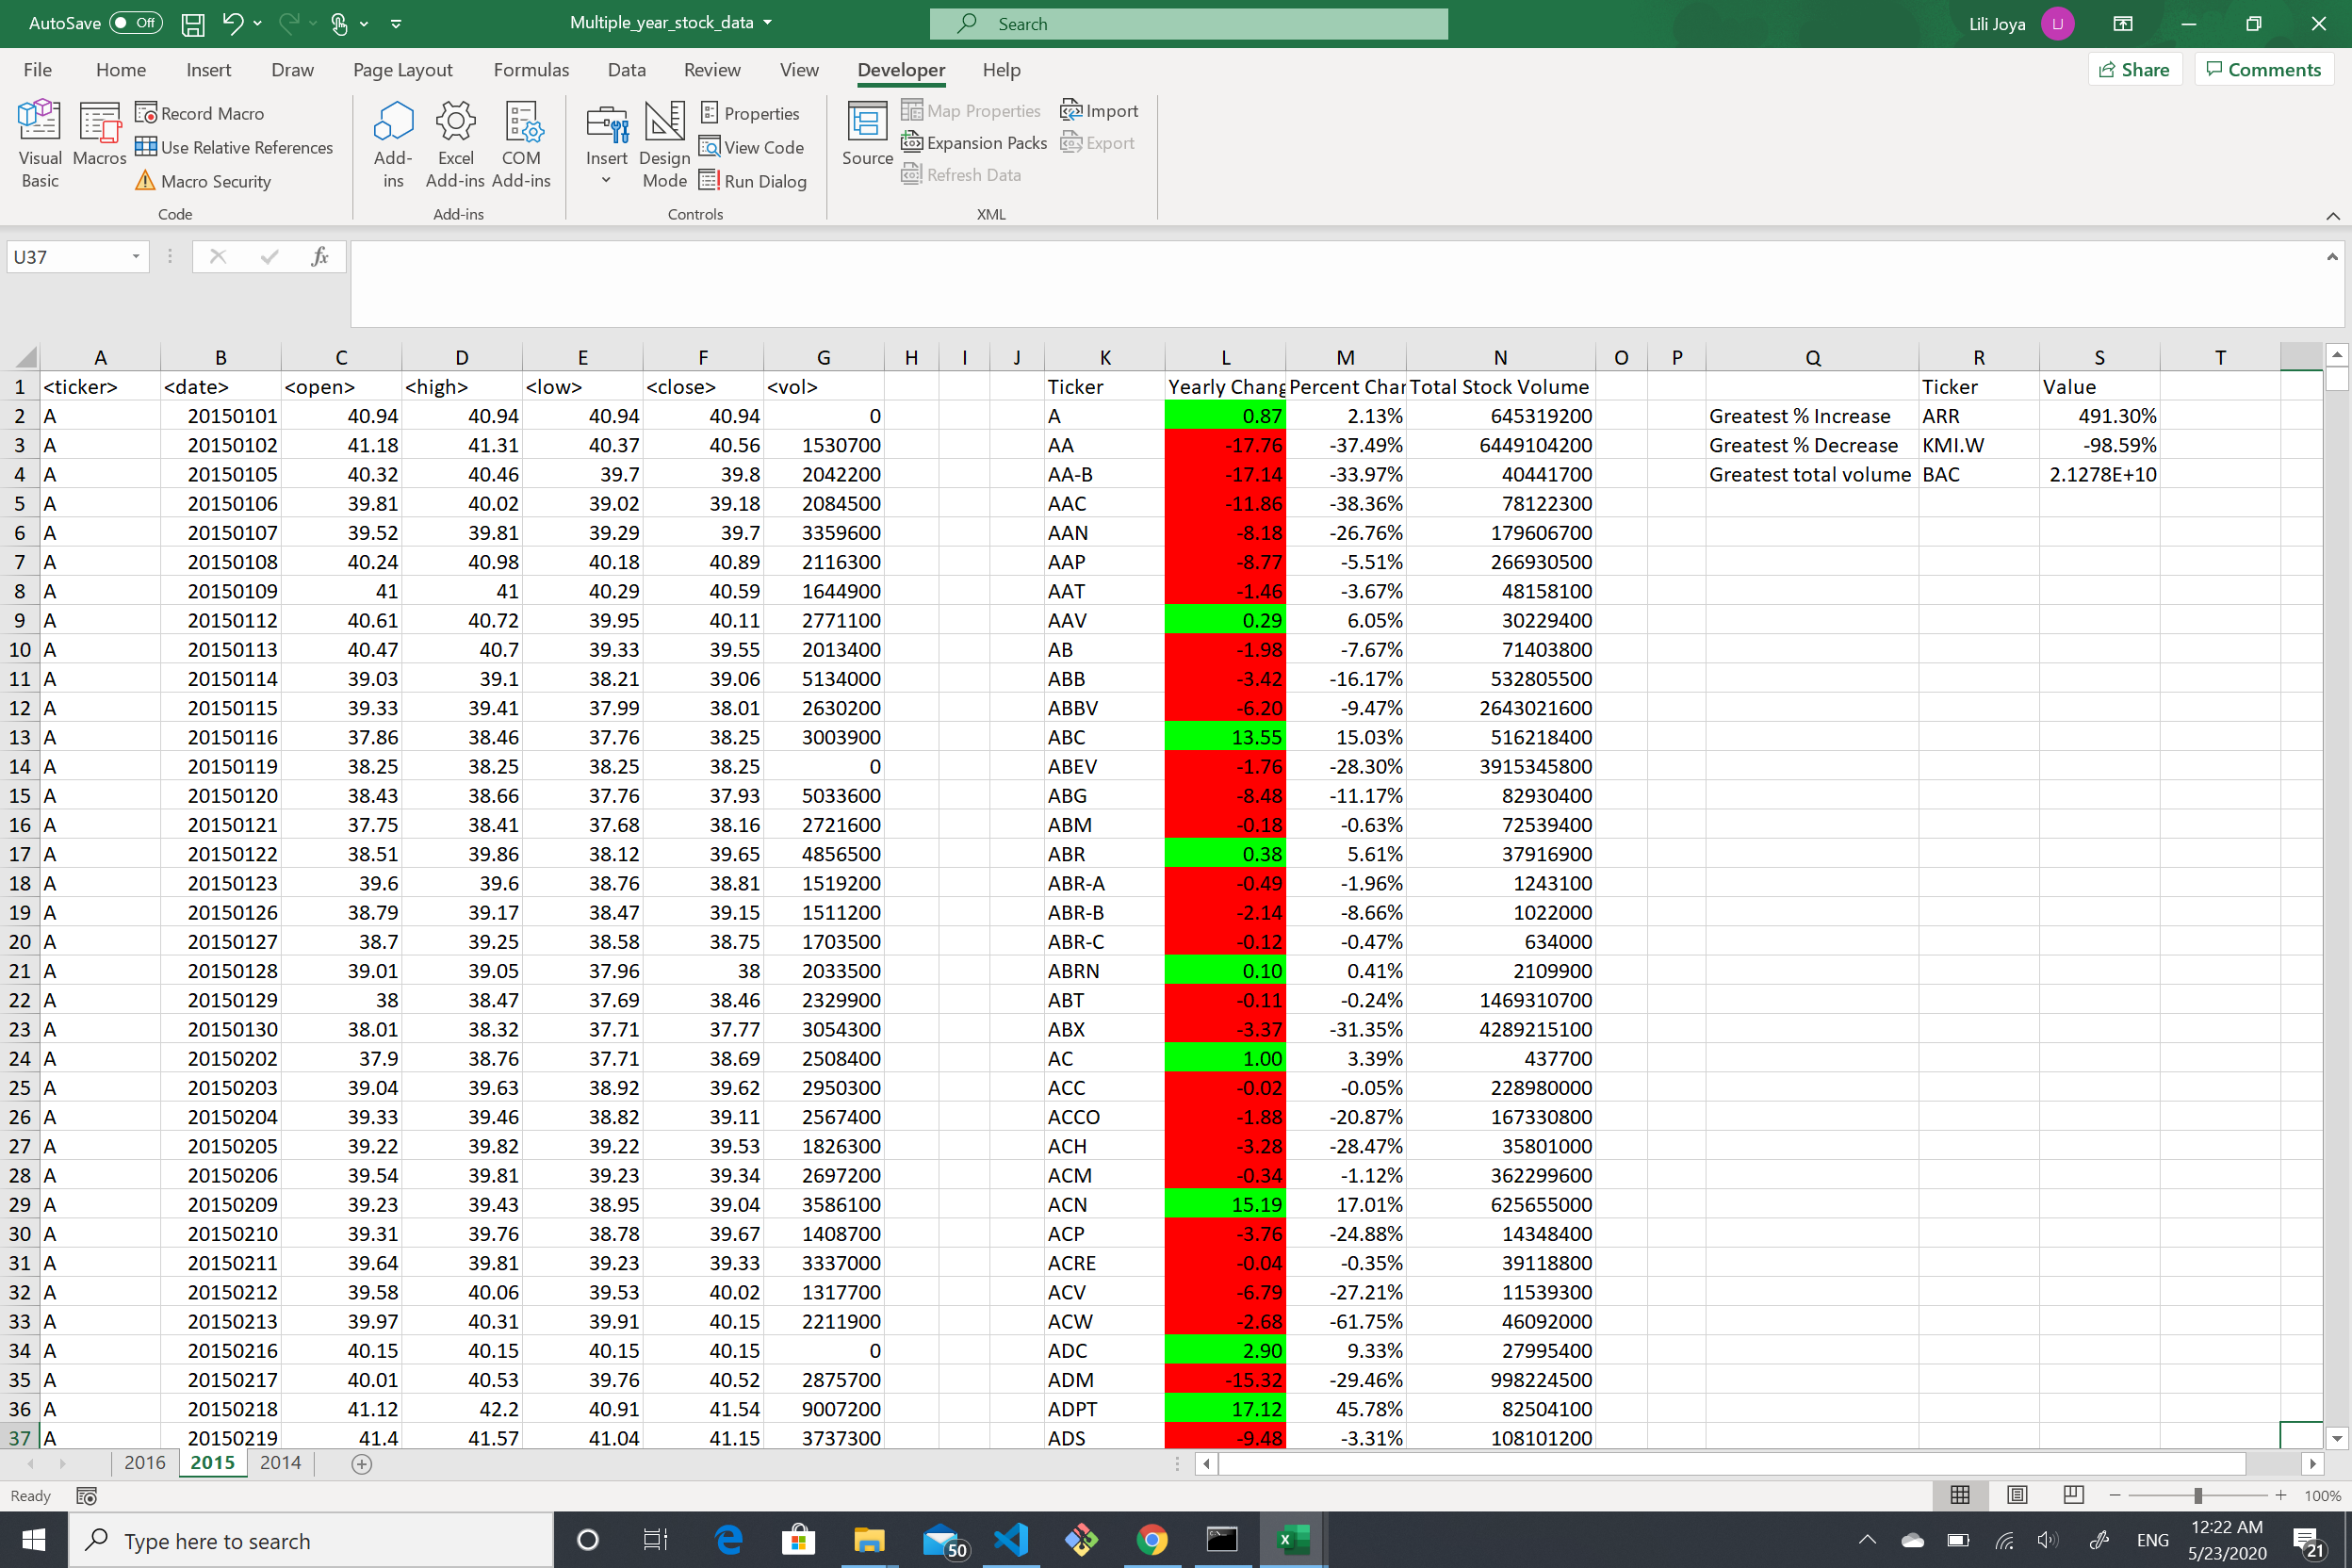 AutoSave Off Multiple_year_stock_data Search Lili Joya LJ
File Home Insert Draw Page Layout Formulas Data Review View Developer Help Share Comments
Visual Basic Macros Record Macro Use Relative References Macro Security
Code
Add-ins Excel Add-ins COM Add-ins
Add-ins
Insert Design Mode Properties View Code Run Dialog
Controls
Source Map Properties Expansion Packs Refresh Data Import Export
XML
U37 fx
A B C D E F G H I J K L M N O P Q R S T
1 <ticker> <date> <open> <high> <low> <close> <vol> Ticker Yearly Chang Percent Char Total Stock Volume Ticker Value
2 A 20150101 40.94 40.94 40.94 40.94 0 A 0.87 2.13% 645319200 Greatest % Increase ARR 491.30%
3 A 20150102 41.18 41.31 40.37 40.56 1530700 AA -17.76 -37.49% 6449104200 Greatest % Decrease KMI.W -98.59%
4 A 20150105 40.32 40.46 39.7 39.8 2042200 AA-B -17.14 -33.97% 40441700 Greatest total volume BAC 2.1278E+10
5 A 20150106 39.81 40.02 39.02 39.18 2084500 AAC -11.86 -38.36% 78122300
6 A 20150107 39.52 39.81 39.29 39.7 3359600 AAN -8.18 -26.76% 179606700
7 A 20150108 40.24 40.98 40.18 40.89 2116300 AAP -8.77 -5.51% 266930500
8 A 20150109 41 41 40.29 40.59 1644900 AAT -1.46 -3.67% 48158100
9 A 20150112 40.61 40.72 39.95 40.11 2771100 AAV 0.29 6.05% 30229400
10 A 20150113 40.47 40.7 39.33 39.55 2013400 AB -1.98 -7.67% 71403800
11 A 20150114 39.03 39.1 38.21 39.06 5134000 ABB -3.42 -16.17% 532805500
12 A 20150115 39.33 39.41 37.99 38.01 2630200 ABBV -6.20 -9.47% 2643021600
13 A 20150116 37.86 38.46 37.76 38.25 3003900 ABC 13.55 15.03% 516218400
14 A 20150119 38.25 38.25 38.25 38.25 0 ABEV -1.76 -28.30% 3915345800
15 A 20150120 38.43 38.66 37.76 37.93 5033600 ABG -8.48 -11.17% 82930400
16 A 20150121 37.75 38.41 37.68 38.16 2721600 ABM -0.18 -0.63% 72539400
17 A 20150122 38.51 39.86 38.12 39.65 4856500 ABR 0.38 5.61% 37916900
18 A 20150123 39.6 39.6 38.76 38.81 1519200 ABR-A -0.49 -1.96% 1243100
19 A 20150126 38.79 39.17 38.47 39.15 1511200 ABR-B -2.14 -8.66% 1022000
20 A 20150127 38.7 39.25 38.58 38.75 1703500 ABR-C -0.12 -0.47% 634000
21 A 20150128 39.01 39.05 37.96 38 2033500 ABRN 0.10 0.41% 2109900
22 A 20150129 38 38.47 37.69 38.46 2329900 ABT -0.11 -0.24% 1469310700
23 A 20150130 38.01 38.32 37.71 37.77 3054300 ABX -3.37 -31.35% 4289215100
24 A 20150202 37.9 38.76 37.71 38.69 2508400 AC 1.00 3.39% 437700
25 A 20150203 39.04 39.63 38.92 39.62 2950300 ACC -0.02 -0.05% 228980000
26 A 20150204 39.33 39.46 38.82 39.11 2567400 ACCO -1.88 -20.87% 167330800
27 A 20150205 39.22 39.82 39.22 39.53 1826300 ACH -3.28 -28.47% 35801000
28 A 20150206 39.54 39.81 39.23 39.34 2697200 ACM -0.34 -1.12% 362299600
29 A 20150209 39.23 39.43 38.95 39.04 3586100 ACN 15.19 17.01% 625655000
30 A 20150210 39.31 39.76 38.78 39.67 1408700 ACP -3.76 -24.88% 14348400
31 A 20150211 39.64 39.81 39.23 39.33 3337000 ACRE -0.04 -0.35% 39118800
32 A 20150212 39.58 40.06 39.53 40.02 1317700 ACV -6.79 -27.21% 11539300
33 A 20150213 39.97 40.31 39.91 40.15 2211900 ACW -2.68 -61.75% 46092000
34 A 20150216 40.15 40.15 40.15 40.15 0 ADC 2.90 9.33% 27995400
35 A 20150217 40.01 40.53 39.76 40.52 2875700 ADM -15.32 -29.46% 998224500
36 A 20150218 41.12 42.2 40.91 41.54 9007200 ADPT 17.12 45.78% 82504100
37 A 20150219 41.4 41.57 41.04 41.15 3737300 ADS -9.48 -3.31% 108101200
2016 2015 2014
Ready 100%
Type here to search 50 ENG 12:22 AM 21
5/23/2020